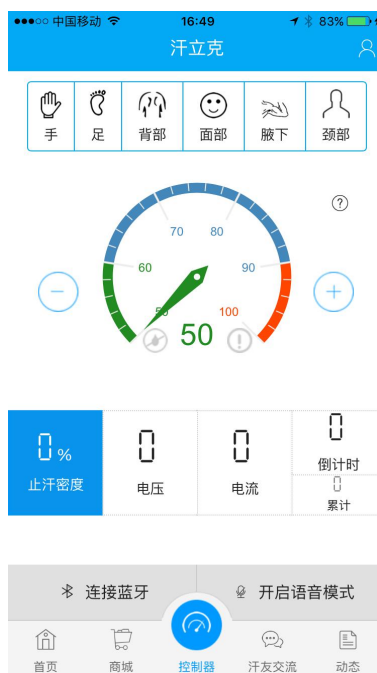 中国移动 16:49 83%
汗立克
手 足 背部 面部 腋下 颈部
70 80
60 90
50 100
50
0 % 0 0 0
止汗密度 电压 电流 倒计时
0
累计
连接蓝牙 开启语音模式
首页 商城 控制器 汗友交流 动态